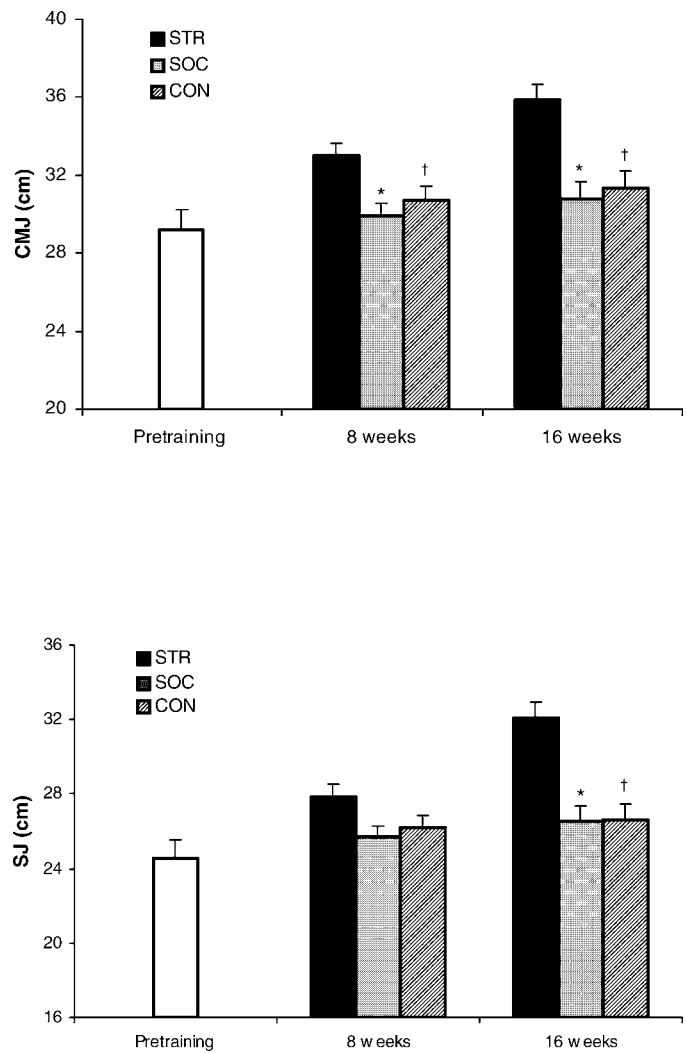 40
36
32
28
24
20
CMJ (cm)
STR
SOC
CON
*
†
*
†
Pretraining
8 weeks
16 weeks
36
32
28
24
20
16
SJ (cm)
STR
SOC
CON
*
†
Pretraining
8 weeks
16 weeks